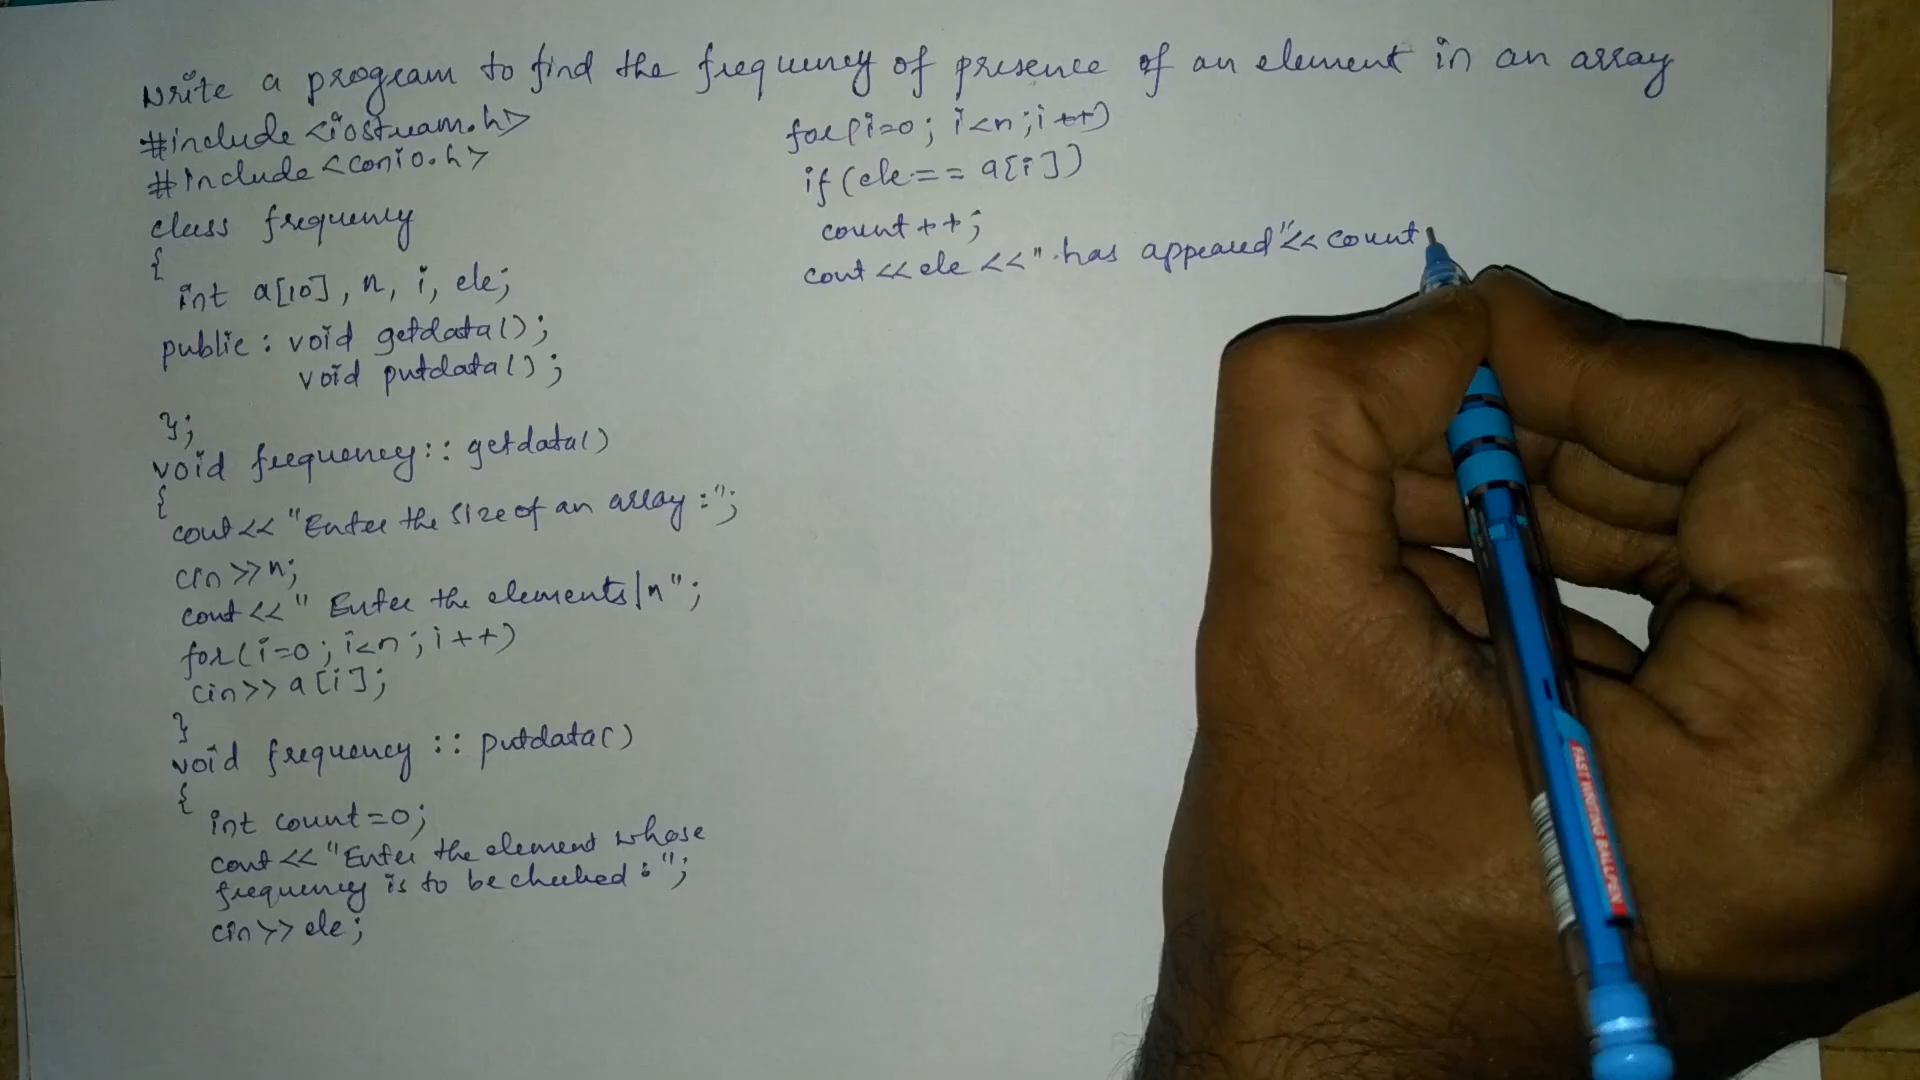 Write a program to find the frequency of presence of an element in an array
#include <iostream.h>
#include <conio.h>
class frequency
{
int a[10], n, i, ele;
public: void getdata();
void putdata();
};
void frequency:: getdata()
{
cout<< "Enter the size of an array :";
cin >>n;
cout<<" Enter the elements\n";
for(i=0; i<n; i++)
cin>> a[i];
}
void frequency :: putdata()
{
int count=0;
cout <<"Enter the element whose
frequency is to be checked :";
cin>> ele;
for(i=0; i<n; i++)
if(ele== a[i])
count++;
cout <<ele <<" has appeared"<< count
FAST WRITING BALLPEN